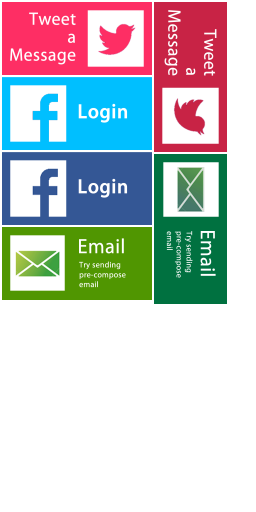 Tweet
a
Message
Login
Login
Email
Try sending
pre-compose
email
Tweet
a
Message
Email
Try sending
pre-compose
email